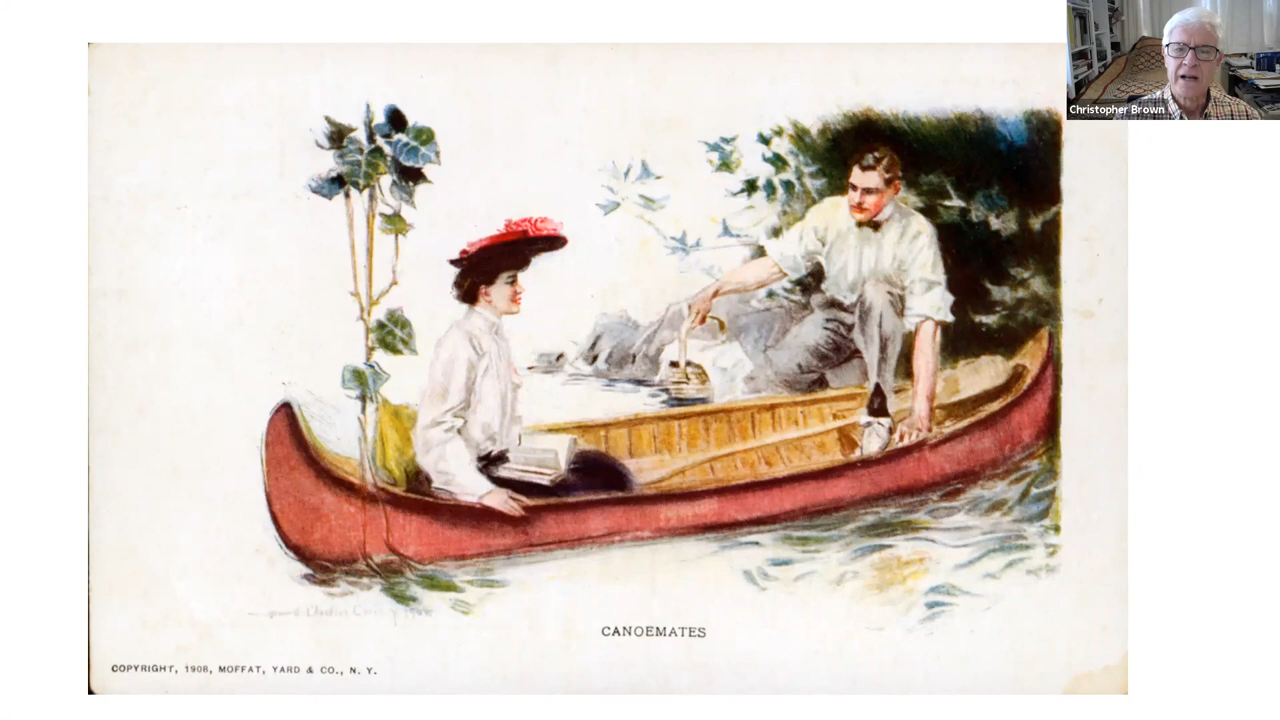 Christopher Brown
CANOEMATES
COPYRIGHT, 1908, MOFFAT, YARD & CO., N. Y.